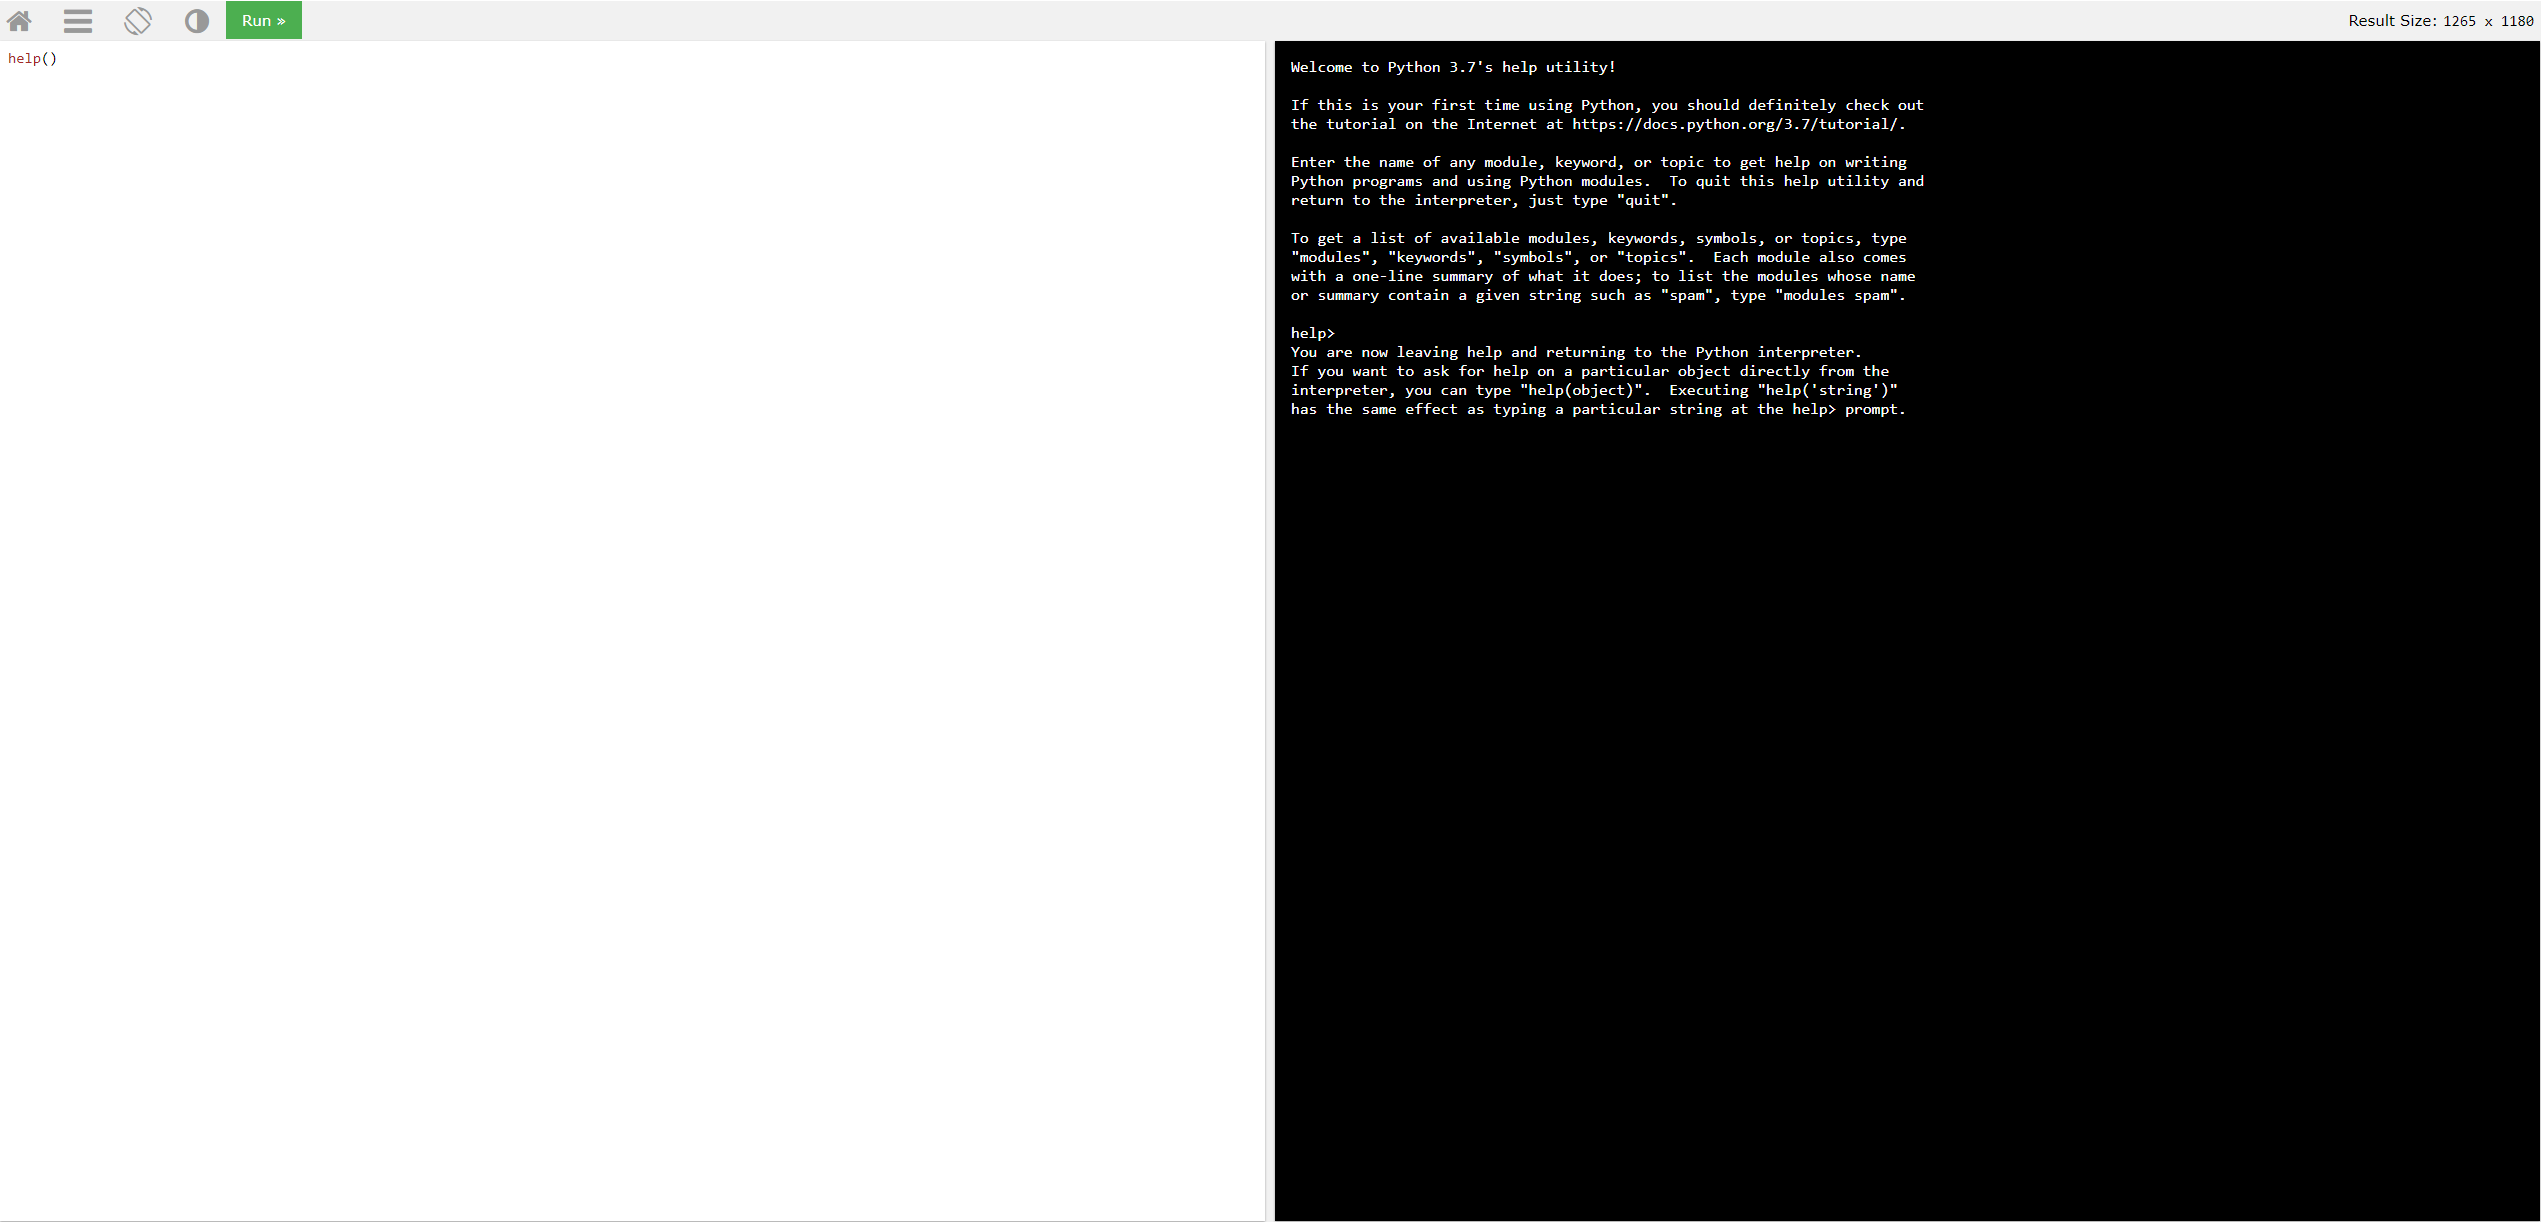 Run »
Result Size: 1265 x 1180
help()
Welcome to Python 3.7's help utility!
If this is your first time using Python, you should definitely check out
the tutorial on the Internet at https://docs.python.org/3.7/tutorial/.
Enter the name of any module, keyword, or topic to get help on writing
Python programs and using Python modules.  To quit this help utility and
return to the interpreter, just type "quit".
To get a list of available modules, keywords, symbols, or topics, type
"modules", "keywords", "symbols", or "topics".  Each module also comes
with a one-line summary of what it does; to list the modules whose name
or summary contain a given string such as "spam", type "modules spam".
help>
You are now leaving help and returning to the Python interpreter.
If you want to ask for help on a particular object directly from the
interpreter, you can type "help(object)".  Executing "help('string')"
has the same effect as typing a particular string at the help> prompt.